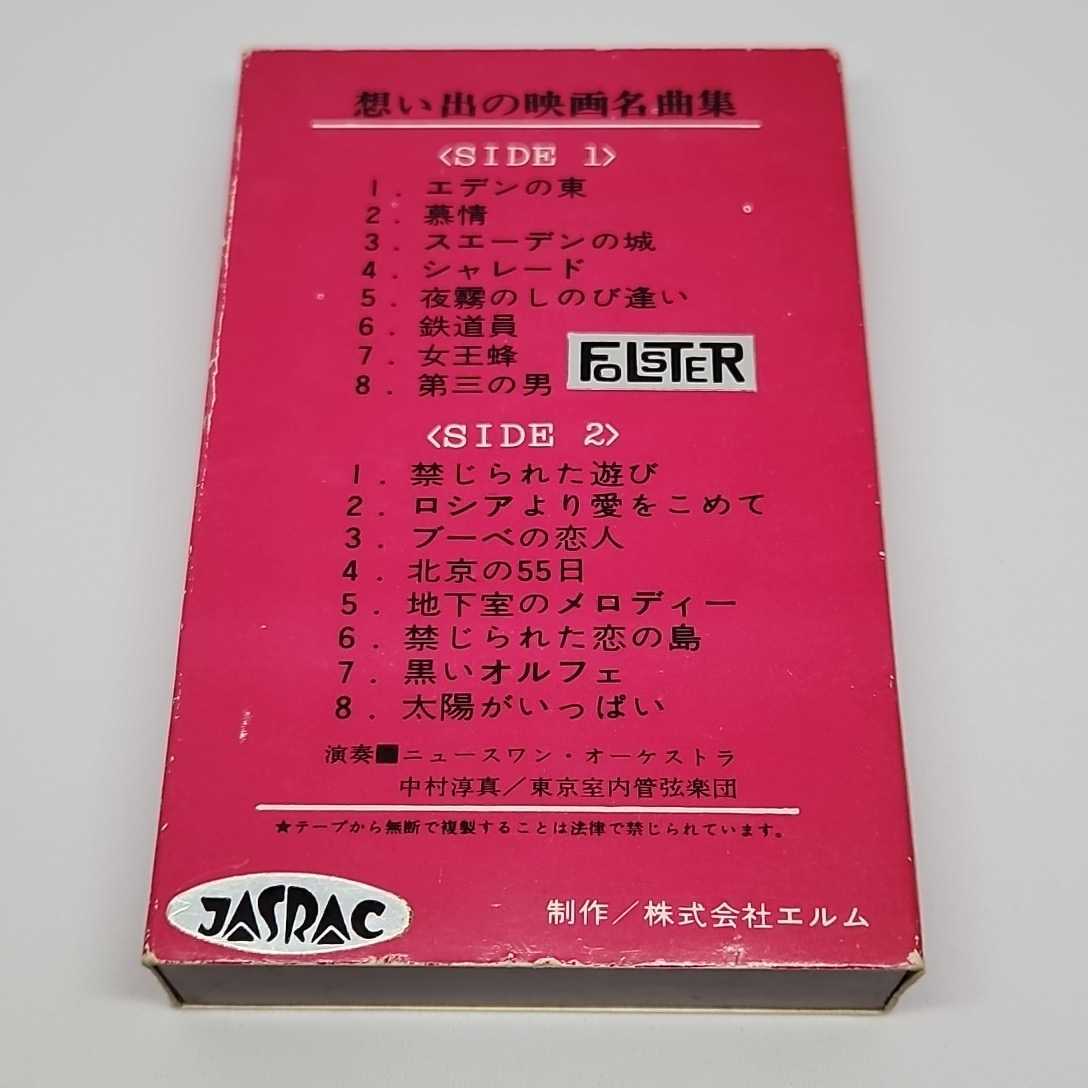 想い出の映画名曲集
<SIDE 1>
1. エデンの東
2. 慕情
3. スエーデンの城
4. シャレード
5. 夜霧のしのび逢い
6. 鉄道員
7. 女王蜂
8. 第三の男
FOLSTER
<SIDE 2>
1. 禁じられた遊び
2. ロシアより愛をこめて
3. ブーベの恋人
4. 北京の55日
5. 地下室のメロディー
6. 禁じられた恋の島
7. 黒いオルフェ
8. 太陽がいっぱい
演奏■ニュースワン・オーケストラ
中村淳真/東京室内管弦楽団
★テープから無断で複製することは法律で禁じられています。
JASRAC
制作/株式会社エルム